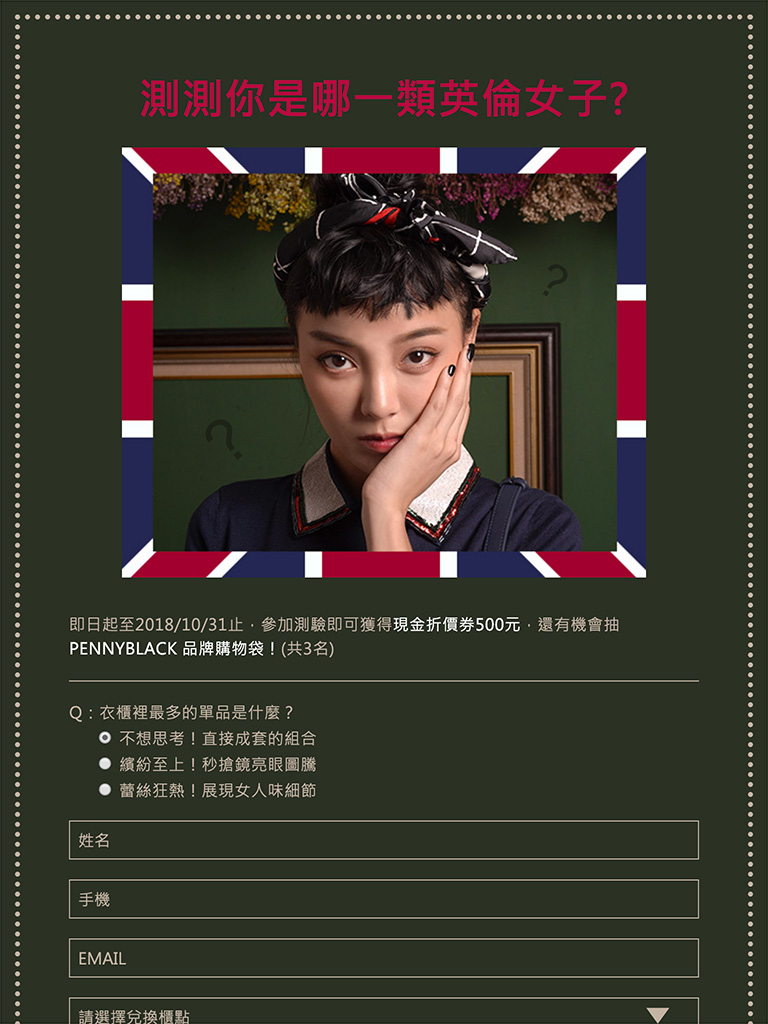 測測你是哪一類英倫女子?
?
?
即日起至2018/10/31止，參加測驗即可獲得現金折價券500元，還有機會抽
PENNYBLACK 品牌購物袋！(共3名)
Q：衣櫃裡最多的單品是什麼？
不想思考！直接成套的組合
繽紛至上！秒搶鏡亮眼圖騰
蕾絲狂熱！展現女人味細節
姓名
手機
EMAIL
請選擇兌換櫃點